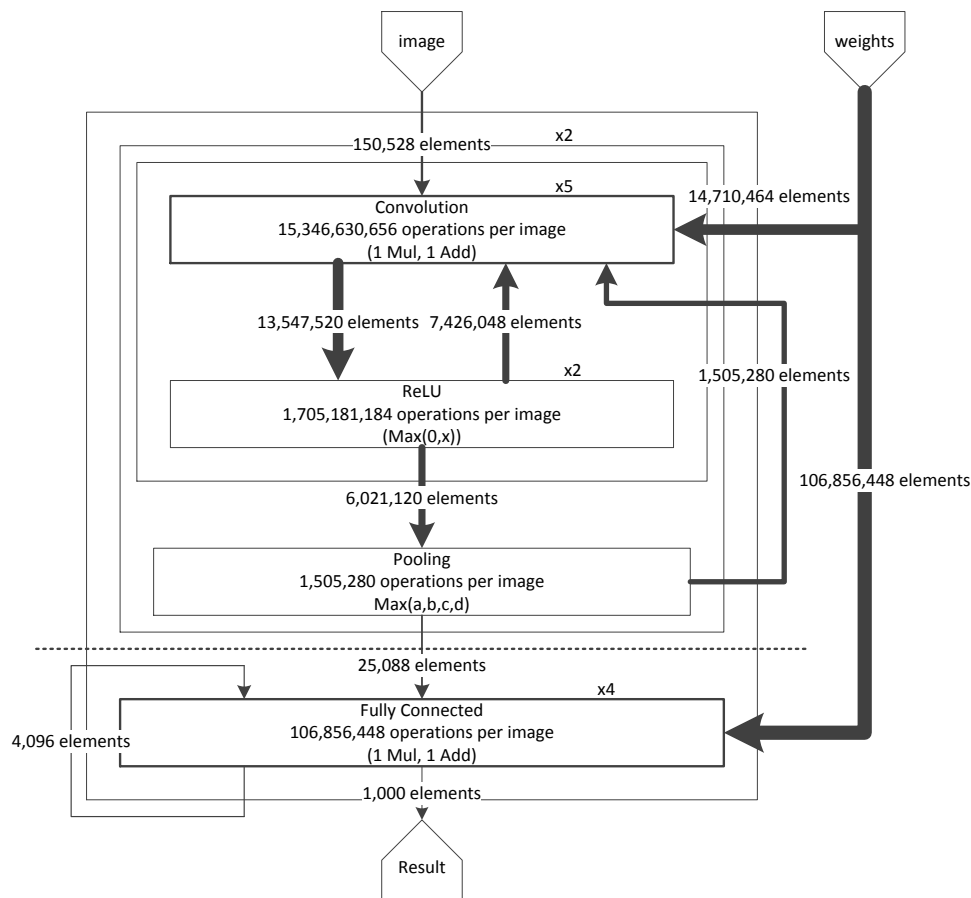 image
weights
150,528 elements
x2
x5
14,710,464 elements
Convolution
15,346,630,656 operations per image
(1 Mul, 1 Add)
13,547,520 elements
7,426,048 elements
1,505,280 elements
x2
ReLU
1,705,181,184 operations per image
(Max(0,x))
106,856,448 elements
6,021,120 elements
Pooling
1,505,280 operations per image
Max(a,b,c,d)
25,088 elements
x4
Fully Connected
106,856,448 operations per image
(1 Mul, 1 Add)
4,096 elements
1,000 elements
Result